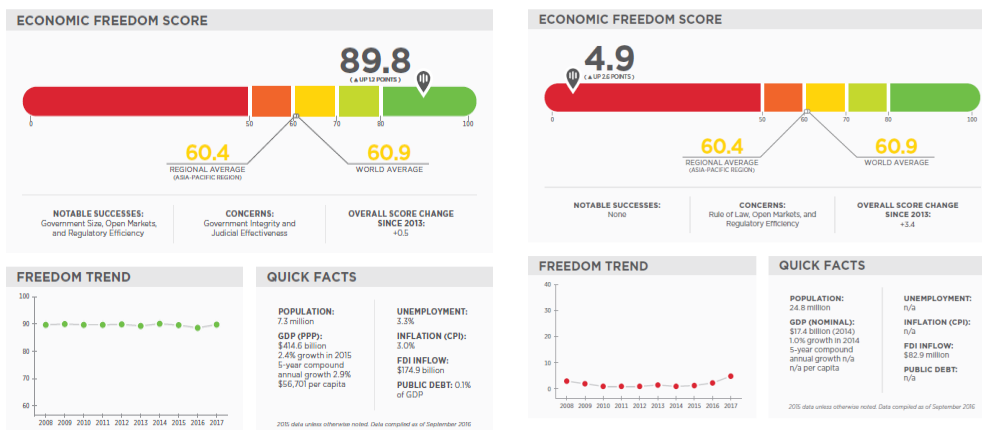 ECONOMIC FREEDOM SCORE
89.8
(▲ UP 1.2 POINTS)
0 50 60 70 80 100
60.4
REGIONAL AVERAGE
(ASIA-PACIFIC REGION)
60.9
WORLD AVERAGE
NOTABLE SUCCESSES:
Government Size, Open Markets,
and Regulatory Efficiency
CONCERNS:
Government Integrity and
Judicial Effectiveness
OVERALL SCORE CHANGE
SINCE 2013:
+0.5
FREEDOM TREND
100
90
80
70
60
2008 2009 2010 2011 2012 2013 2014 2015 2016 2017
QUICK FACTS
POPULATION:
7.3 million
GDP (PPP):
$414.6 billion
2.4% growth in 2015
5-year compound
annual growth 2.9%
$56,701 per capita
UNEMPLOYMENT:
3.3%
INFLATION (CPI):
3.0%
FDI INFLOW:
$174.9 billion
PUBLIC DEBT: 0.1%
of GDP
2015 data unless otherwise noted. Data compiled as of September 2016
ECONOMIC FREEDOM SCORE
4.9
(▲ UP 2.6 POINTS)
0 50 60 70 80 100
60.4
REGIONAL AVERAGE
(ASIA-PACIFIC REGION)
60.9
WORLD AVERAGE
NOTABLE SUCCESSES:
None
CONCERNS:
Rule of Law, Open Markets, and
Regulatory Efficiency
OVERALL SCORE CHANGE
SINCE 2013:
+3.4
FREEDOM TREND
40
30
20
10
0
2008 2009 2010 2011 2012 2013 2014 2015 2016 2017
QUICK FACTS
POPULATION:
24.8 million
GDP (NOMINAL):
$17.4 billion (2014)
1.0% growth in 2014
5-year compound
annual growth n/a
n/a per capita
UNEMPLOYMENT:
n/a
INFLATION (CPI):
n/a
FDI INFLOW:
$82.9 million
PUBLIC DEBT:
n/a
2015 data unless otherwise noted. Data compiled as of September 2016